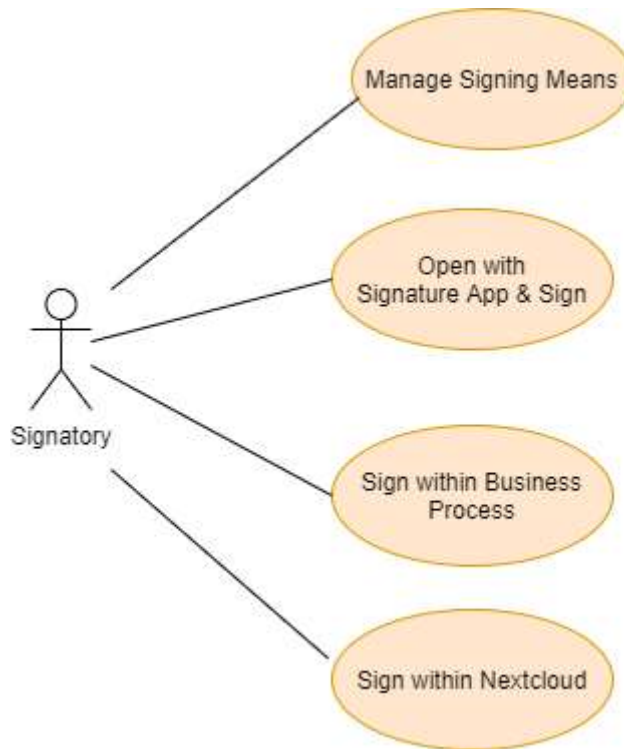 Manage Signing Means
Open with
Signature App & Sign
Signatory
Sign within Business
Process
Sign within Nextcloud